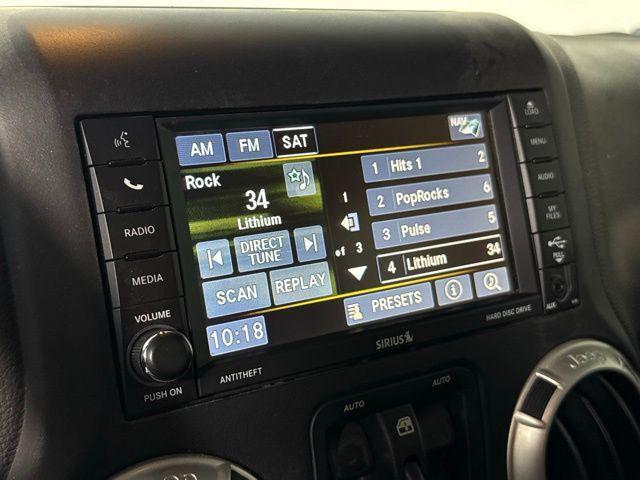 LOAD
MENU
AUDIO
MY FILES
PULL
AUX
RADIO
MEDIA
VOLUME
PUSH ON
AM FM SAT
NAV
Rock
34
Lithium
DIRECT TUNE
SCAN REPLAY
10:18
1
of 3
1 Hits 1 2
2 PopRocks 6
3 Pulse 5
4 Lithium 34
PRESETS
ANTITHEFT
SIRIUS
HARD DISC DRIVE
AUTO
AUTO
Jeep